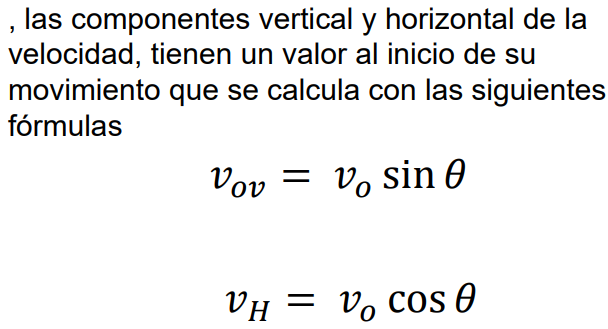 , las componentes vertical y horizontal de la
velocidad, tienen un valor al inicio de su
movimiento que se calcula con las siguientes
fórmulas
v_{ov} = v_o sin θ
v_H = v_o cos θ